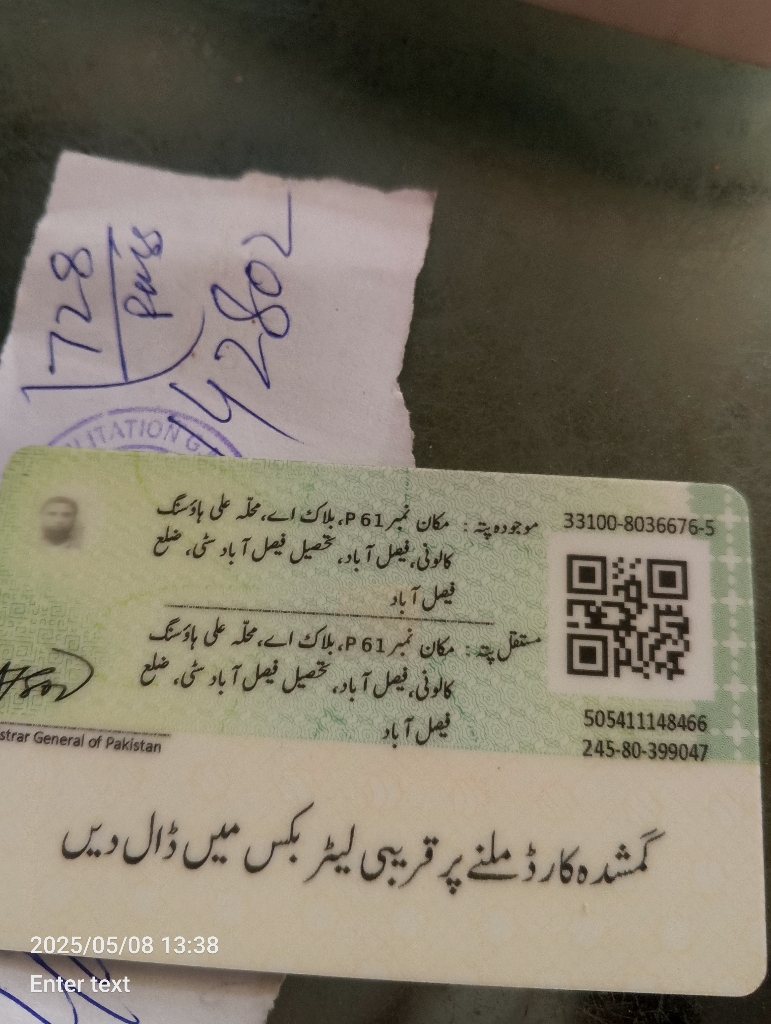 728
42802
LITATION
33100-8036676-5
موجودہ پتہ : مکان نمبر P 61، بلاک اے، محلہ علی ہاؤسنگ
کالونی، فیصل آباد، تحصیل فیصل آباد سٹی، ضلع
فیصل آباد
مستقل پتہ : مکان نمبر P 61، بلاک اے، محلہ علی ہاؤسنگ
کالونی، فیصل آباد، تحصیل فیصل آباد سٹی، ضلع
فیصل آباد
505411148466
245-80-399047
strar General of Pakistan
گمشدہ کارڈ ملنے پر قریبی لیٹر بکس میں ڈال دیں
2025/05/08 13:38
Enter text